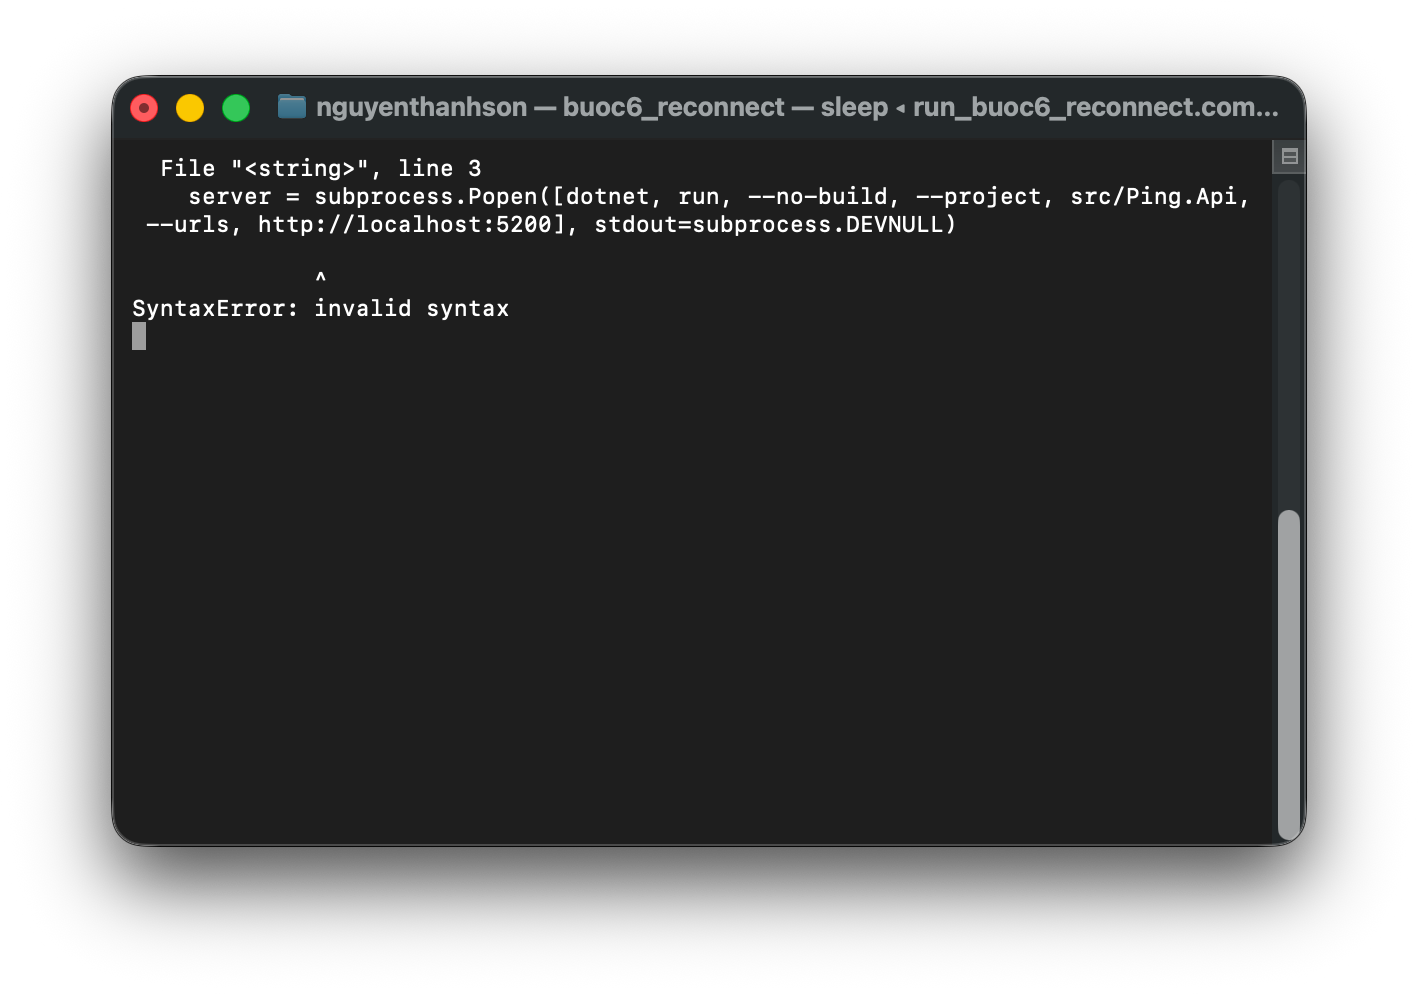 nguyenthanhson — buoc6_reconnect — sleep ◂ run_buoc6_reconnect.com...
File "<string>", line 3
server = subprocess.Popen([dotnet, run, --no-build, --project, src/Ping.Api,
--urls, http://localhost:5200], stdout=subprocess.DEVNULL)
^
SyntaxError: invalid syntax